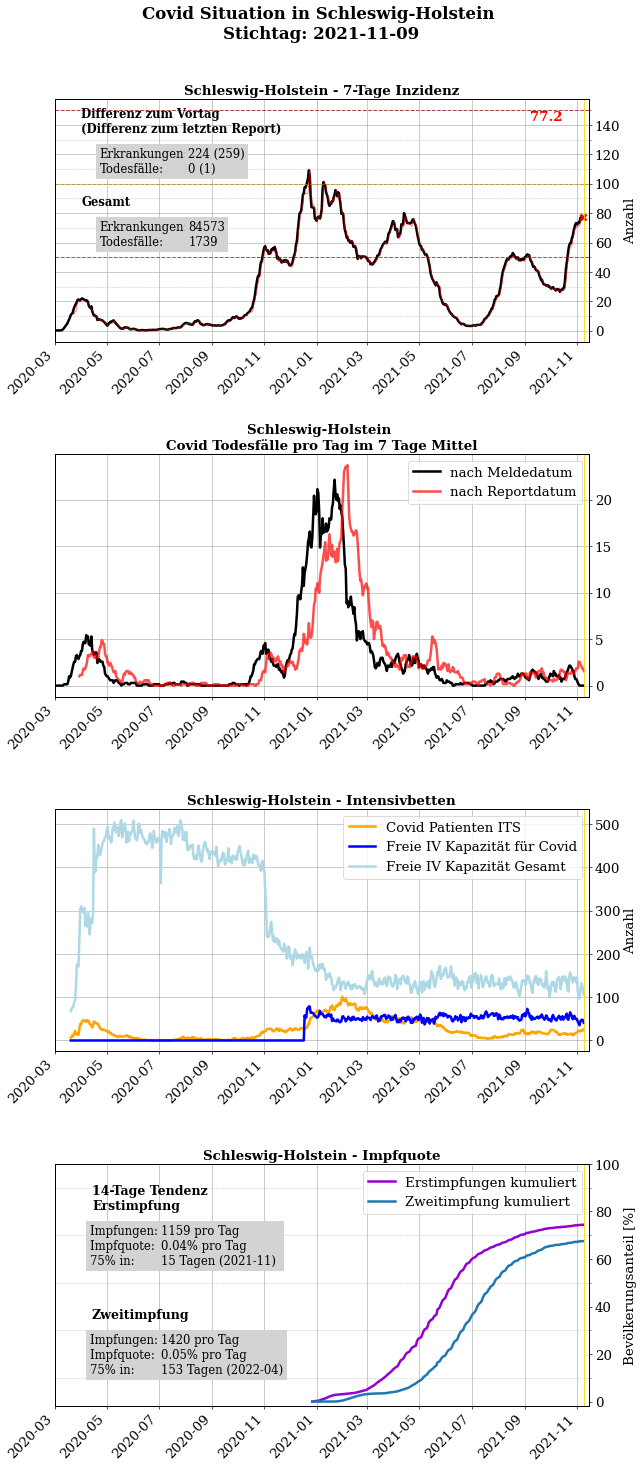 Covid Situation in Schleswig-Holstein
Stichtag: 2021-11-09
Schleswig-Holstein - 7-Tage Inzidenz
Differenz zum Vortag
(Differenz zum letzten Report)
Erkrankungen 224 (259)
Todesfälle: 0 (1)
Gesamt
Erkrankungen 84573
Todesfälle: 1739
77.2
140
120
100
80
60
40
20
0
Anzahl
2020-03
2020-05
2020-07
2020-09
2020-11
2021-01
2021-03
2021-05
2021-07
2021-09
2021-11
Schleswig-Holstein
Covid Todesfälle pro Tag im 7 Tage Mittel
nach Meldedatum
nach Reportdatum
20
15
10
5
0
2020-03
2020-05
2020-07
2020-09
2020-11
2021-01
2021-03
2021-05
2021-07
2021-09
2021-11
Schleswig-Holstein - Intensivbetten
Covid Patienten ITS
Freie IV Kapazität für Covid
Freie IV Kapazität Gesamt
500
400
300
200
100
0
Anzahl
2020-03
2020-05
2020-07
2020-09
2020-11
2021-01
2021-03
2021-05
2021-07
2021-09
2021-11
Schleswig-Holstein - Impfquote
14-Tage Tendenz
Erstimpfung
Impfungen: 1159 pro Tag
Impfquote: 0.04% pro Tag
75% in: 15 Tagen (2021-11)
Zweitimpfung
Impfungen: 1420 pro Tag
Impfquote: 0.05% pro Tag
75% in: 153 Tagen (2022-04)
Erstimpfungen kumuliert
Zweitimpfung kumuliert
100
80
60
40
20
0
Bevölkerungsanteil [%]
2020-03
2020-05
2020-07
2020-09
2020-11
2021-01
2021-03
2021-05
2021-07
2021-09
2021-11